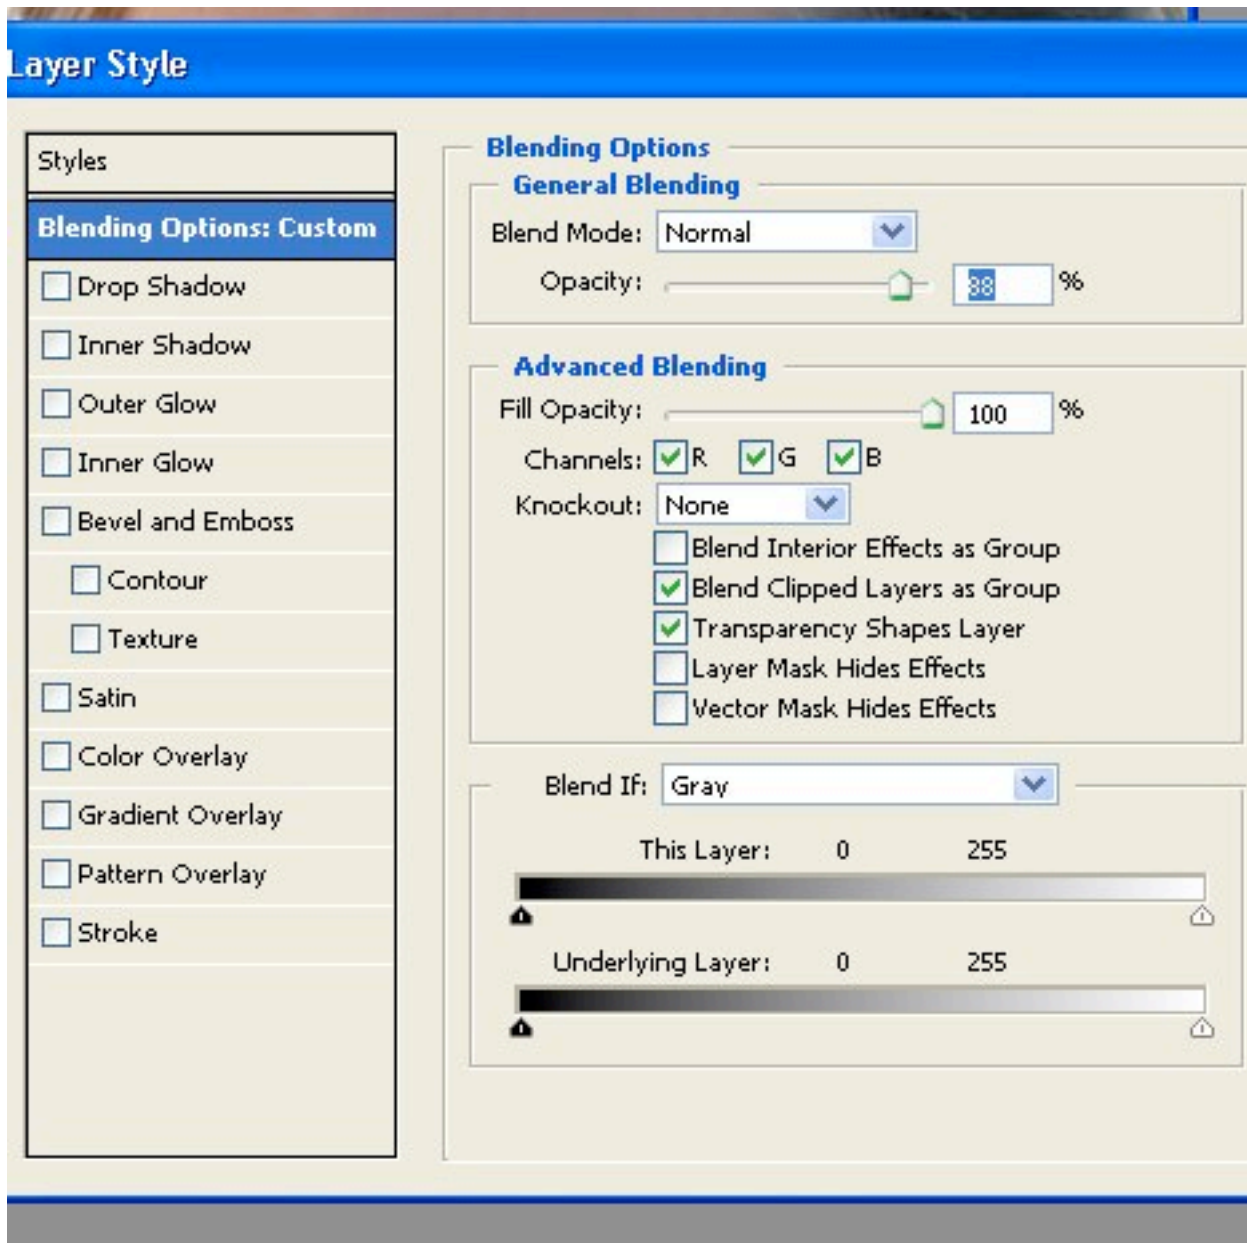 Layer Style
Styles
Blending Options: Custom
Drop Shadow
Inner Shadow
Outer Glow
Inner Glow
Bevel and Emboss
Contour
Texture
Satin
Color Overlay
Gradient Overlay
Pattern Overlay
Stroke
Blending Options
General Blending
Blend Mode: Normal
Opacity: 88 %
Advanced Blending
Fill Opacity: 100 %
Channels: R G B
Knockout: None
Blend Interior Effects as Group
Blend Clipped Layers as Group
Transparency Shapes Layer
Layer Mask Hides Effects
Vector Mask Hides Effects
Blend If: Gray
This Layer: 0 255
Underlying Layer: 0 255